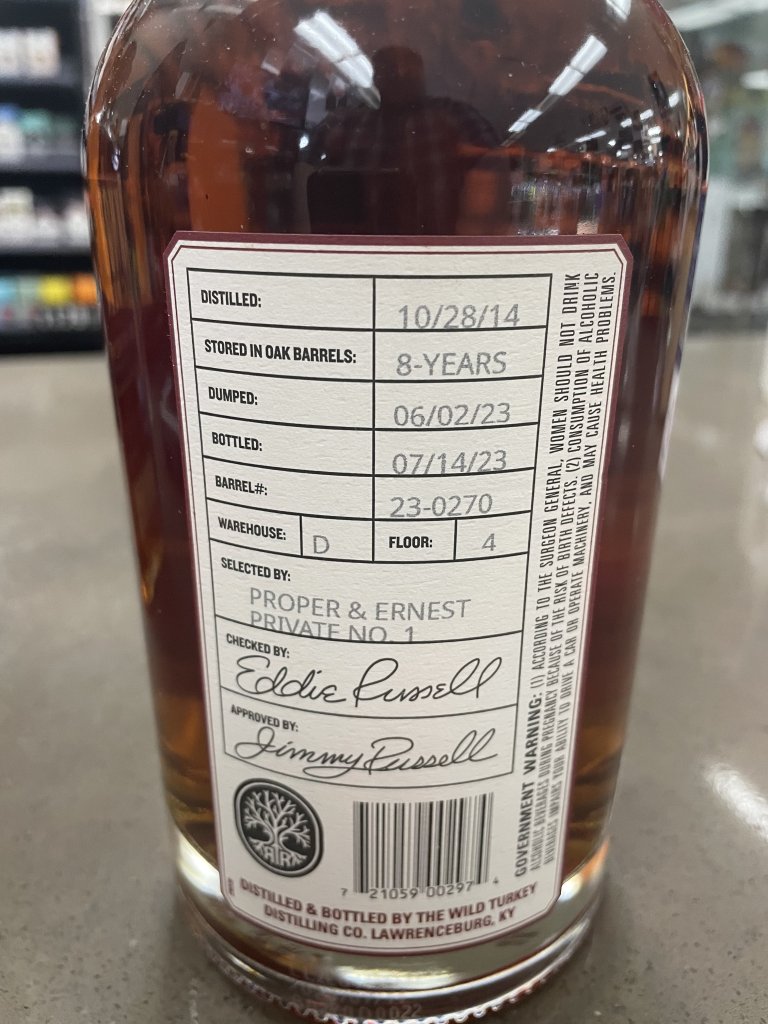 DISTILLED: 10/28/14
STORED IN OAK BARRELS: 8-YEARS
DUMPED: 06/02/23
BOTTLED: 07/14/23
BARREL#: 23-0270
WAREHOUSE: D FLOOR: 4
SELECTED BY:
PROPER & ERNEST
PRIVATE NO. 1
CHECKED BY:
Eddie Russell
APPROVED BY:
Jimmy Russell
7 21059 00297 4
DISTILLED & BOTTLED BY THE WILD TURKEY
DISTILLING CO. LAWRENCEBURG, KY
GOVERNMENT WARNING: (1) ACCORDING TO THE SURGEON GENERAL, WOMEN SHOULD NOT DRINK
ALCOHOLIC BEVERAGES DURING PREGNANCY BECAUSE OF THE RISK OF BIRTH DEFECTS. (2) CONSUMPTION OF ALCOHOLIC
BEVERAGES IMPAIRS YOUR ABILITY TO DRIVE A CAR OR OPERATE MACHINERY, AND MAY CAUSE HEALTH PROBLEMS.